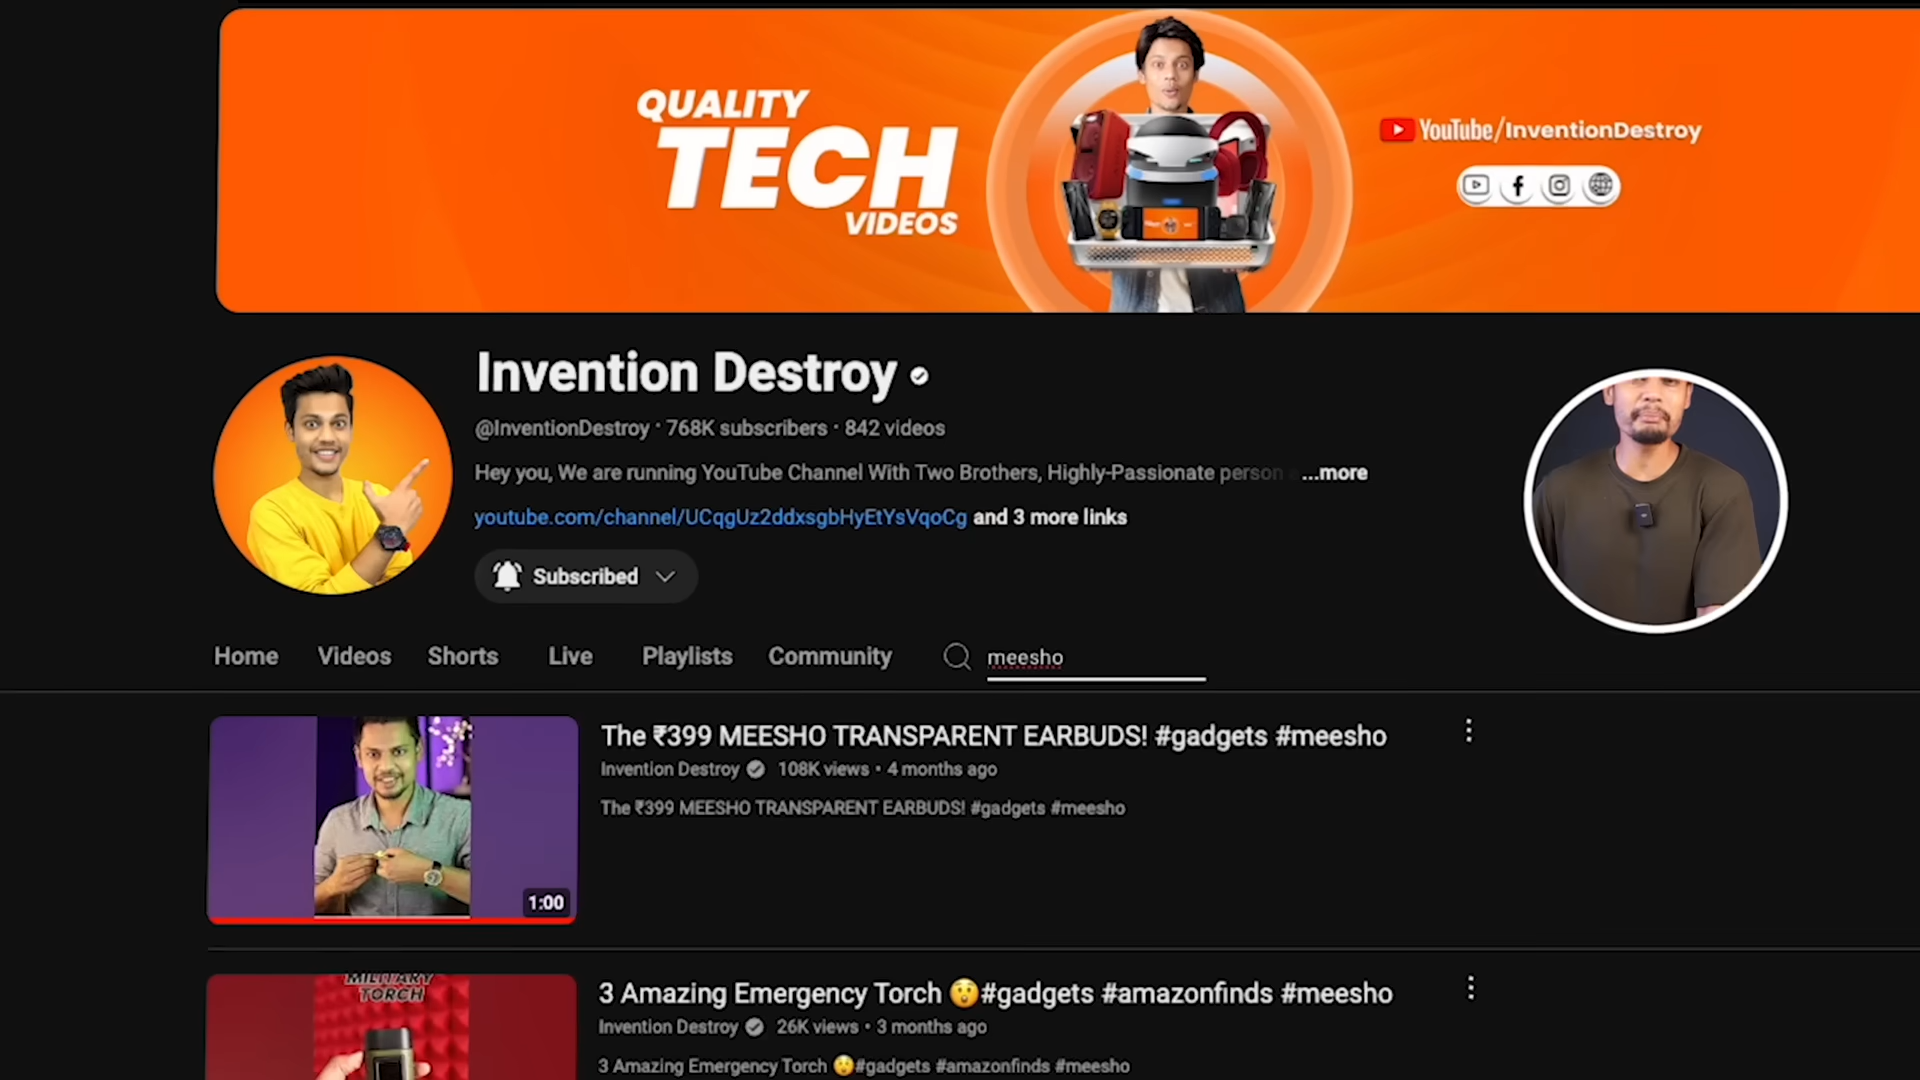 QUALITY
TECH
VIDEOS
YouTube/InventionDestroy
Invention Destroy
@InventionDestroy · 768K subscribers · 842 videos
Hey you, We are running YouTube Channel With Two Brothers, Highly-Passionate person ...more
youtube.com/channel/UCqgUz2ddxsgbHyEtYsVqoCg and 3 more links
Subscribed
Home Videos Shorts Live Playlists Community meesho
The ₹399 MEESHO TRANSPARENT EARBUDS! #gadgets #meesho
Invention Destroy 108K views • 4 months ago
The ₹399 MEESHO TRANSPARENT EARBUDS! #gadgets #meesho
1:00
MILITARY
TORCH
3 Amazing Emergency Torch 😲#gadgets #amazonfinds #meesho
Invention Destroy 26K views • 3 months ago
3 Amazing Emergency Torch 😲#gadgets #amazonfinds #meesho